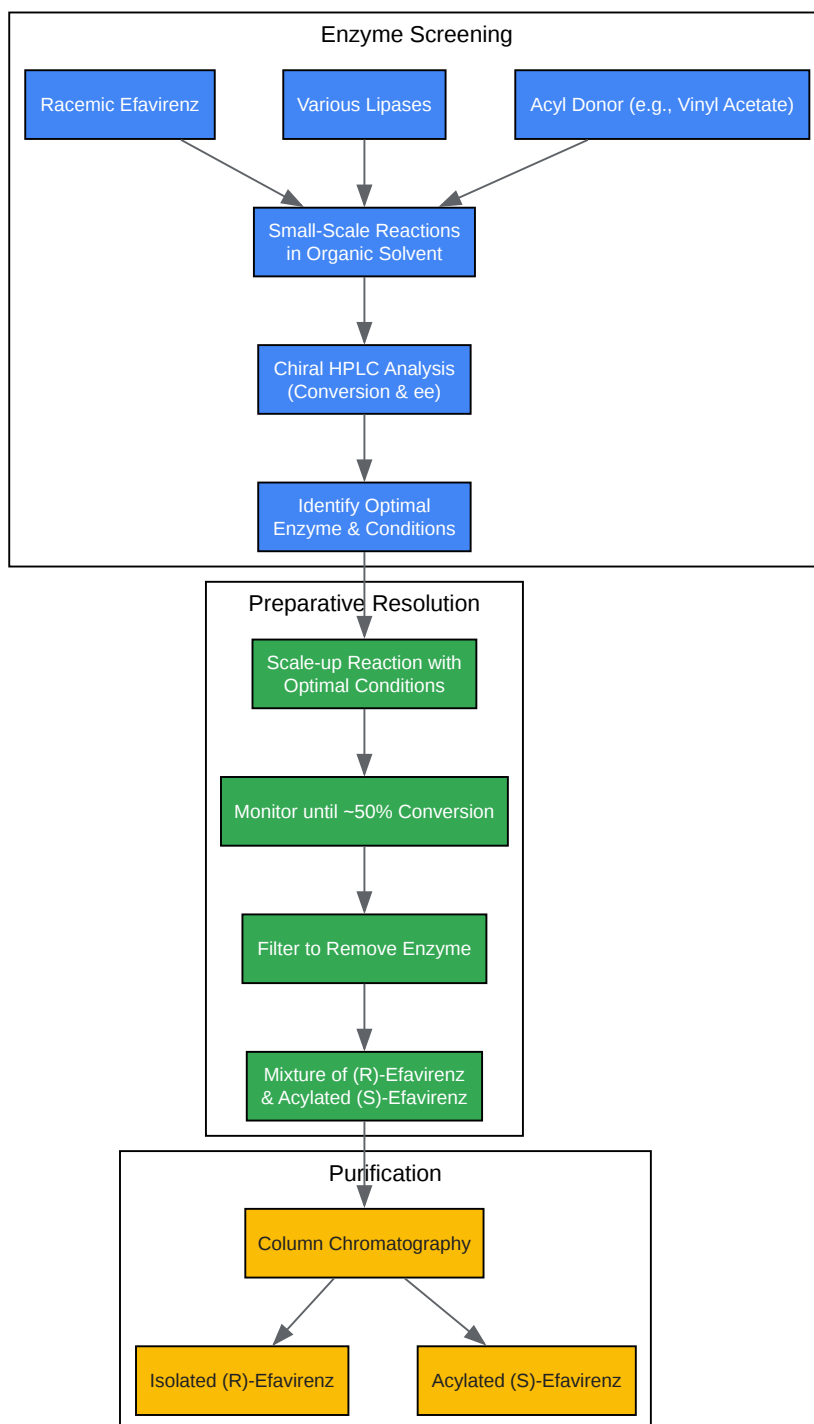 Enzyme Screening
Racemic Efavirenz
Various Lipases
Acyl Donor (e.g., Vinyl Acetate)
Small-Scale Reactions
in Organic Solvent
Chiral HPLC Analysis
(Conversion & ee)
Identify Optimal
Enzyme & Conditions
Preparative Resolution
Scale-up Reaction with
Optimal Conditions
Monitor until ~50% Conversion
Filter to Remove Enzyme
Mixture of (R)-Efavirenz
& Acylated (S)-Efavirenz
Purification
Column Chromatography
Isolated (R)-Efavirenz
Acylated (S)-Efavirenz